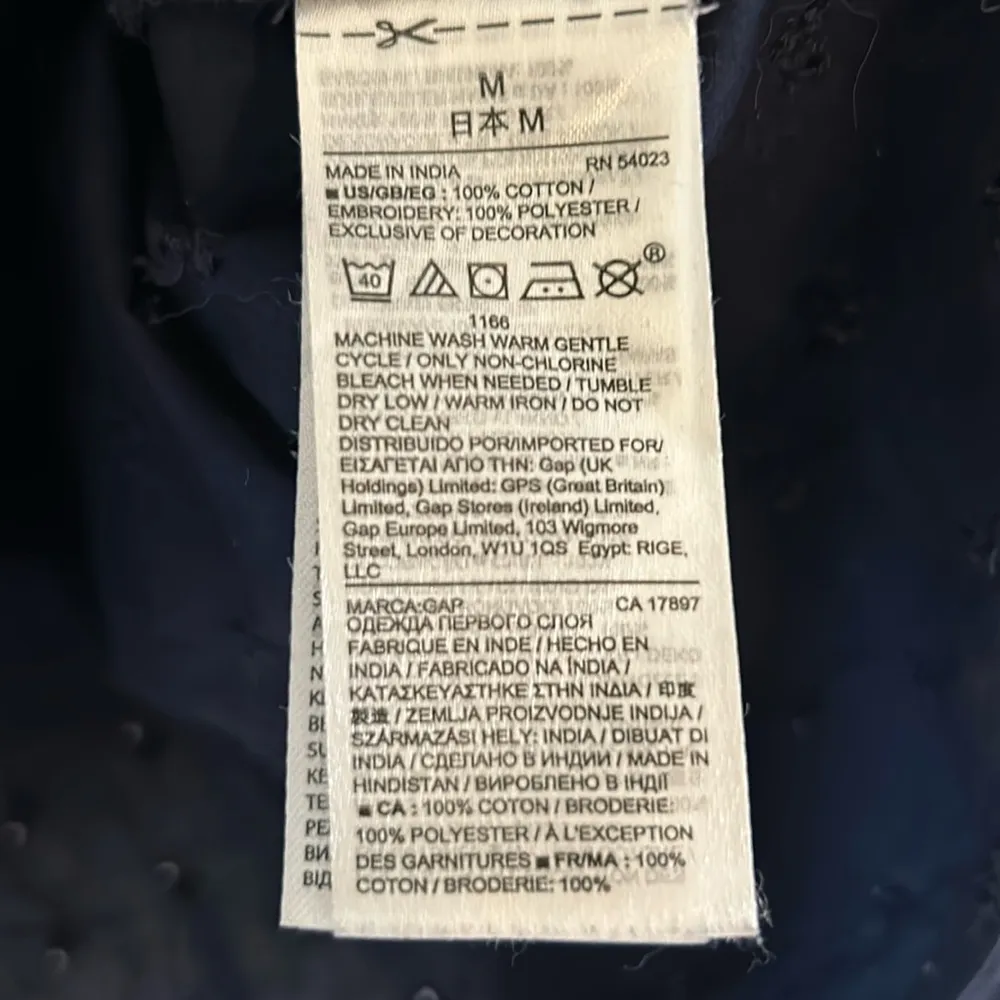 M
日本 M
MADE IN INDIA RN 54023
■ US/GB/EG : 100% COTTON /
EMBROIDERY: 100% POLYESTER /
EXCLUSIVE OF DECORATION
40 ®
1166
MACHINE WASH WARM GENTLE
CYCLE / ONLY NON-CHLORINE
BLEACH WHEN NEEDED / TUMBLE
DRY LOW / WARM IRON / DO NOT
DRY CLEAN
DISTRIBUIDO POR/IMPORTED FOR/
ΕΙΣΑΓΕΤΑΙ ΑΠΟ ΤΗΝ: Gap (UK
Holdings) Limited: GPS (Great Britain)
Limited, Gap Stores (Ireland) Limited,
Gap Europe Limited, 103 Wigmore
Street, London, W1U 1QS Egypt: RIGE,
LLC
MARCA:GAP CA 17897
ОДЕЖДА ПЕРВОГО СЛОЯ
FABRIQUE EN INDE / HECHO EN
INDIA / FABRICADO NA ÍNDIA /
ΚΑΤΑΣΚΕΥΑΣΤΗΚΕ ΣΤΗΝ ΙΝΔΙΑ / 印度
製造 / ZEMLJA PROIZVODNJE INDIJA /
SZÁRMAZÁSI HELY: INDIA / DIBUAT DI
INDIA / СДЕЛАНО В ИНДИИ / MADE IN
HINDISTAN / ВИРОБЛЕНО В ІНДІЇ
■ CA : 100% COTON / BRODERIE:
100% POLYESTER / À L'EXCEPTION
DES GARNITURES ■ FR/MA : 100%
COTON / BRODERIE: 100%